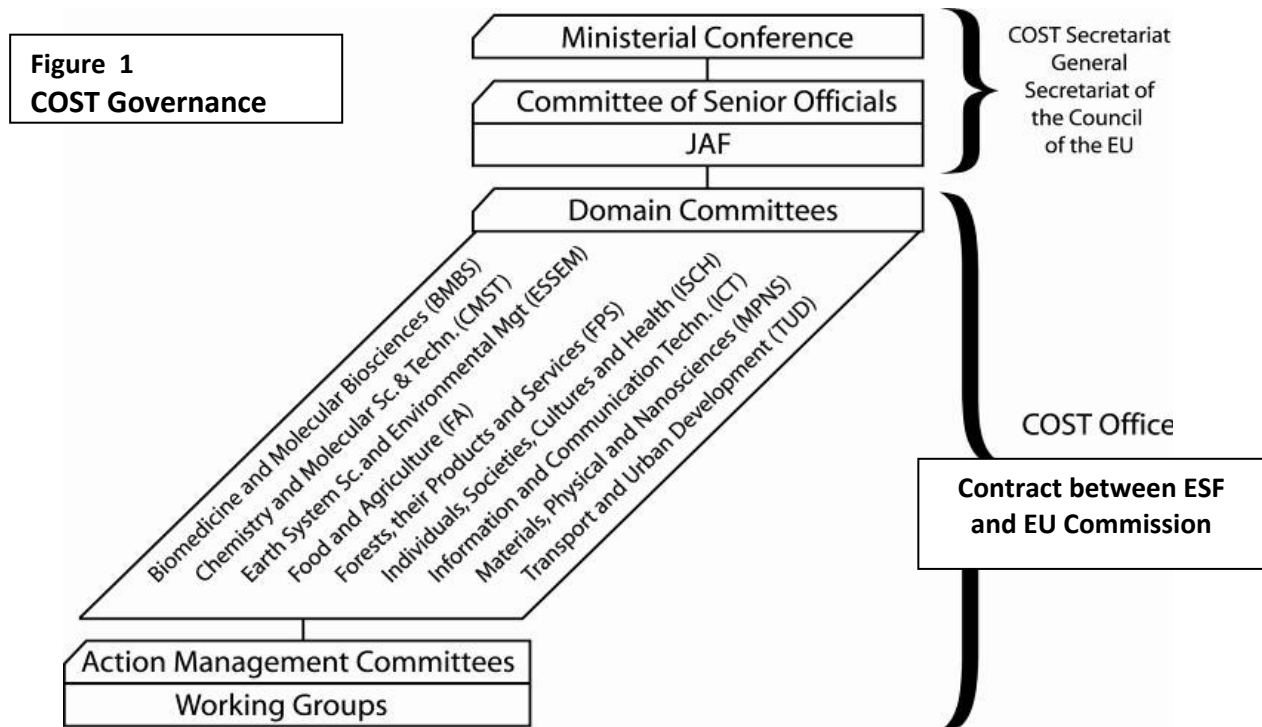 Figure 1
COST Governance
Ministerial Conference
Committee of Senior Officials
JAF
COST Secretariat
General
Secretariat of
the Council
of the EU
Domain Committees
Biomedicine and Molecular Biosciences (BMBS)
Chemistry and Molecular Sc. & Techn. (CMST)
Earth System Sc. and Environmental Mgt (ESSEM)
Food and Agriculture (FA)
Forests, their Products and Services (FPS)
Individuals, Societies, Cultures and Health (ISCH)
Information and Communication Techn. (ICT)
Materials, Physical and Nanosciences (MPNS)
Transport and Urban Development (TUD)
COST Office
Contract between ESF
and EU Commission
Action Management Committees
Working Groups